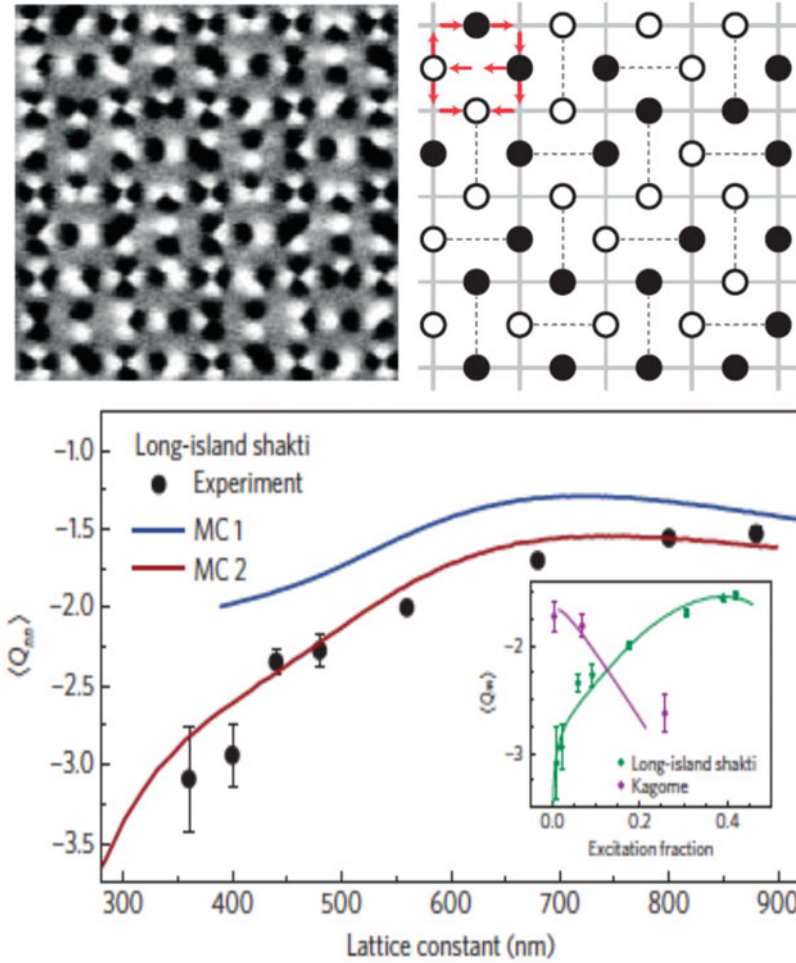 -1.0
Long-island shakti
Experiment
-1.5
MC 1
MC 2
-2.0
⟨Qnn⟩
-2.5
-3.0
-3.5
-2
⟨Qnn⟩
-3
Long-island shakti
Kagome
0.0 0.2 0.4
Excitation fraction
300 400 500 600 700 800 900
Lattice constant (nm)